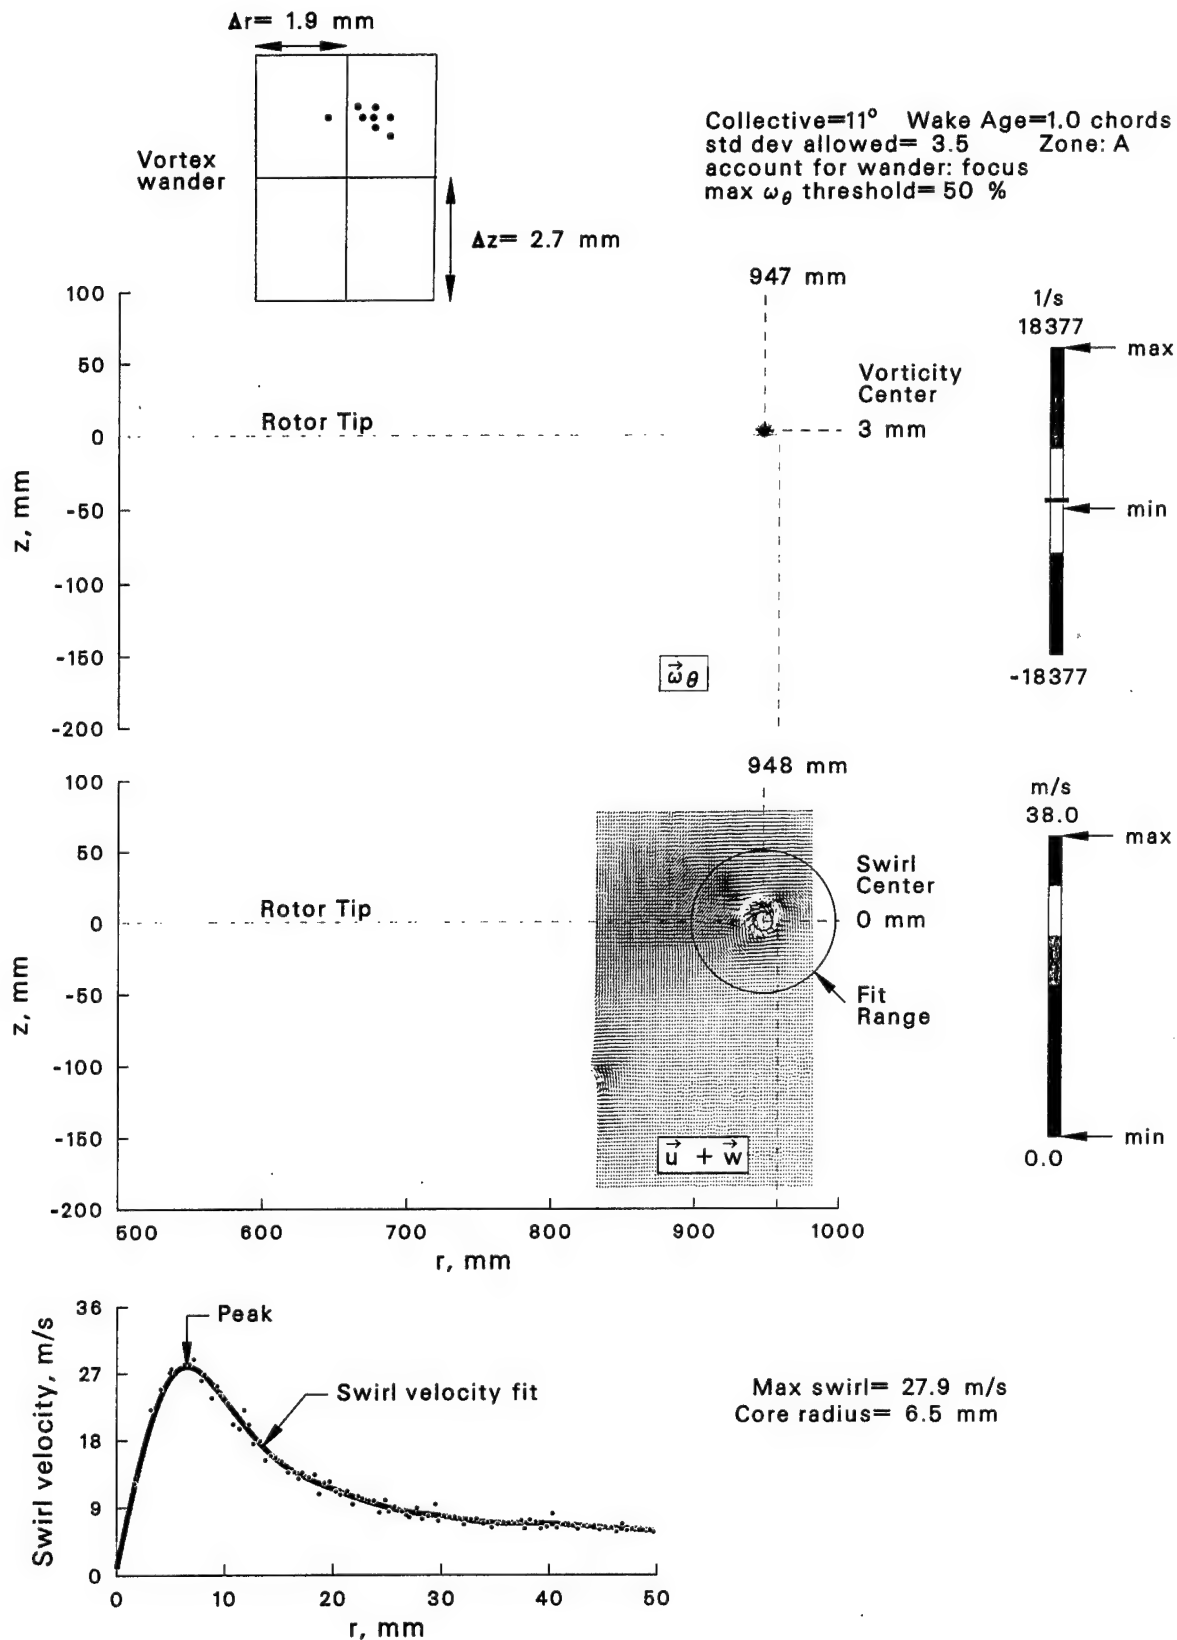 Δr= 1.9 mm
Vortex
wander
Δz= 2.7 mm
Collective=11° Wake Age=1.0 chords
std dev allowed= 3.5 Zone: A
account for wander: focus
max ωθ threshold= 50 %
947 mm
100
50
0
-50
-100
-150
-200
z, mm
Rotor Tip
Vorticity
Center
3 mm
ω⃗θ
1/s
18377
max
min
-18377
948 mm
100
50
0
-50
-100
-150
-200
z, mm
Rotor Tip
Swirl
Center
0 mm
Fit
Range
u⃗ + w⃗
m/s
38.0
max
min
0.0
500 600 700 800 900 1000
r, mm
36
27
18
9
0
Swirl velocity, m/s
Peak
Swirl velocity fit
Max swirl= 27.9 m/s
Core radius= 6.5 mm
0 10 20 30 40 50
r, mm